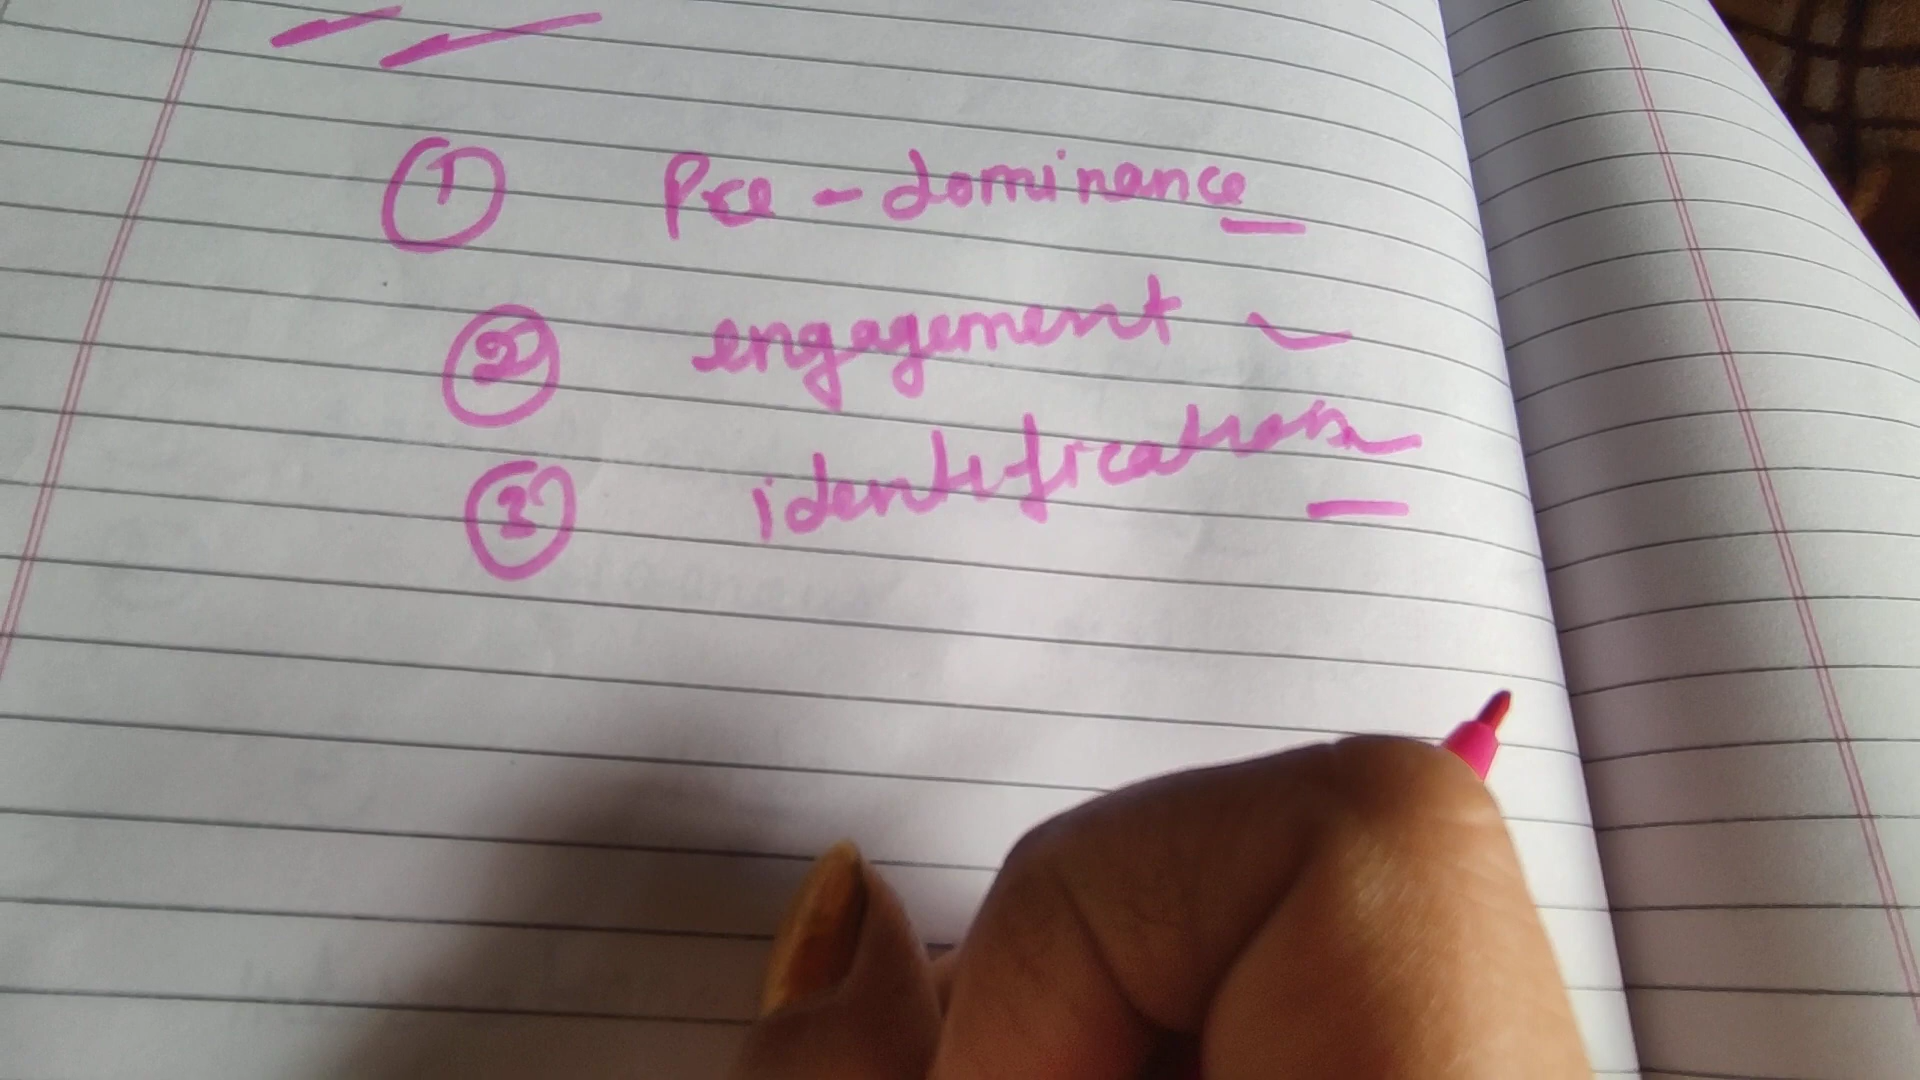 ① Pre - dominance
② engagement
③ identification